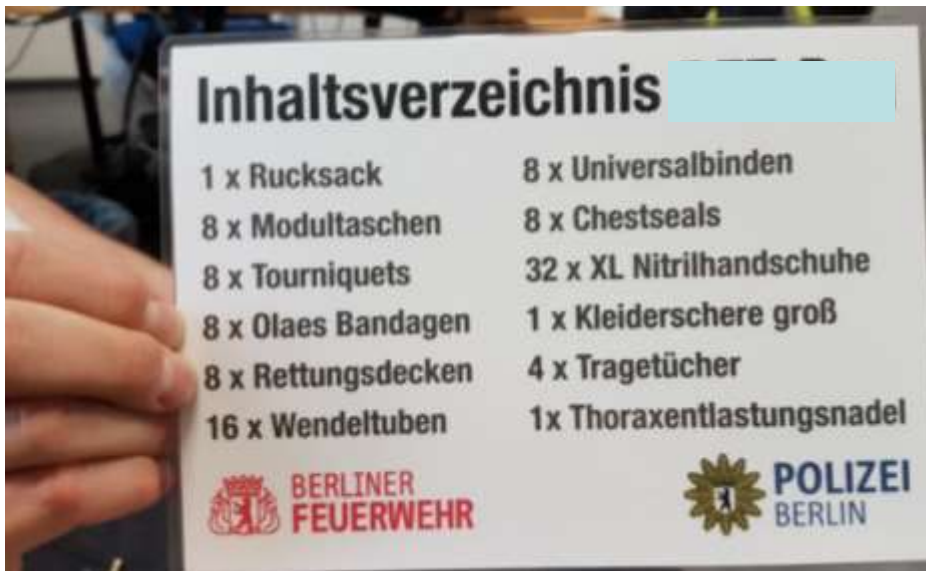 Inhaltsverzeichnis
1 x Rucksack
8 x Modultaschen
8 x Tourniquets
8 x Olaes Bandagen
8 x Rettungsdecken
16 x Wendeltuben
8 x Universalbinden
8 x Chestseals
32 x XL Nitrilhandschuhe
1 x Kleiderschere groß
4 x Tragetücher
1x Thoraxentlastungsnadel
BERLINER
FEUERWEHR
POLIZEI
BERLIN